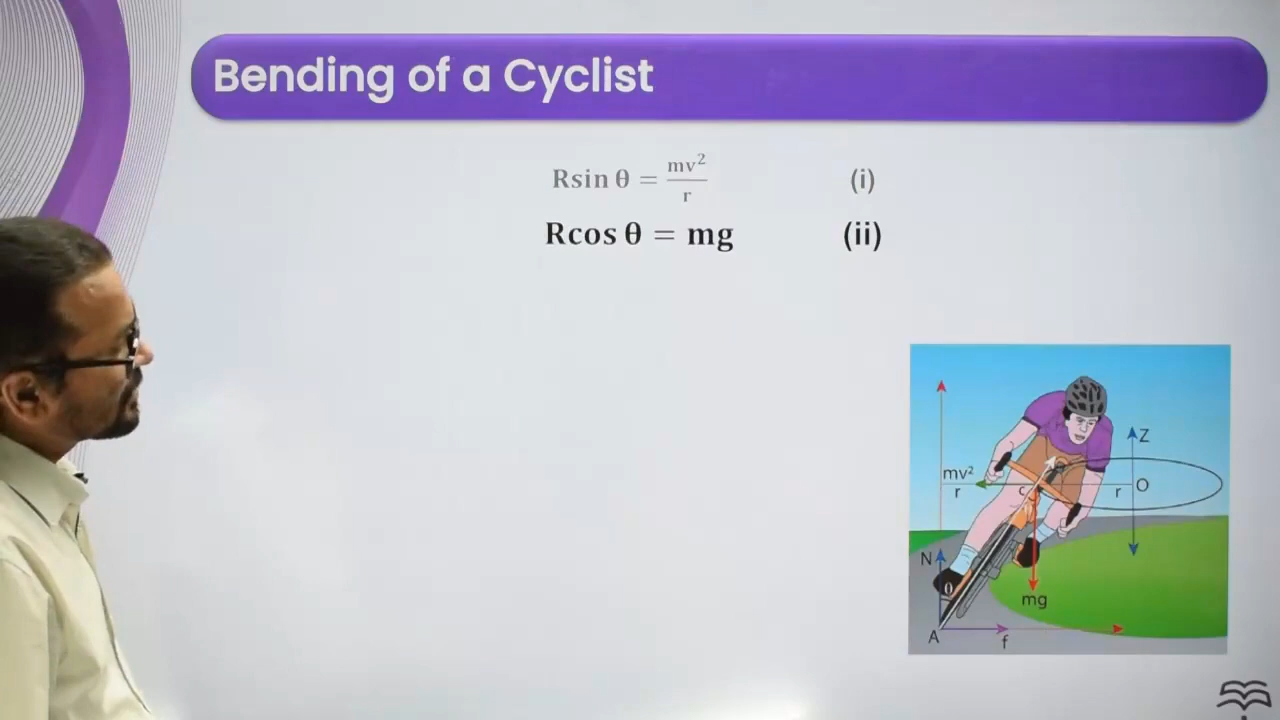 Bending of a Cyclist
Rsin θ = mv²/r (i)
Rcos θ = mg (ii)
Z
mv²/r c r O
N
θ
mg
A f